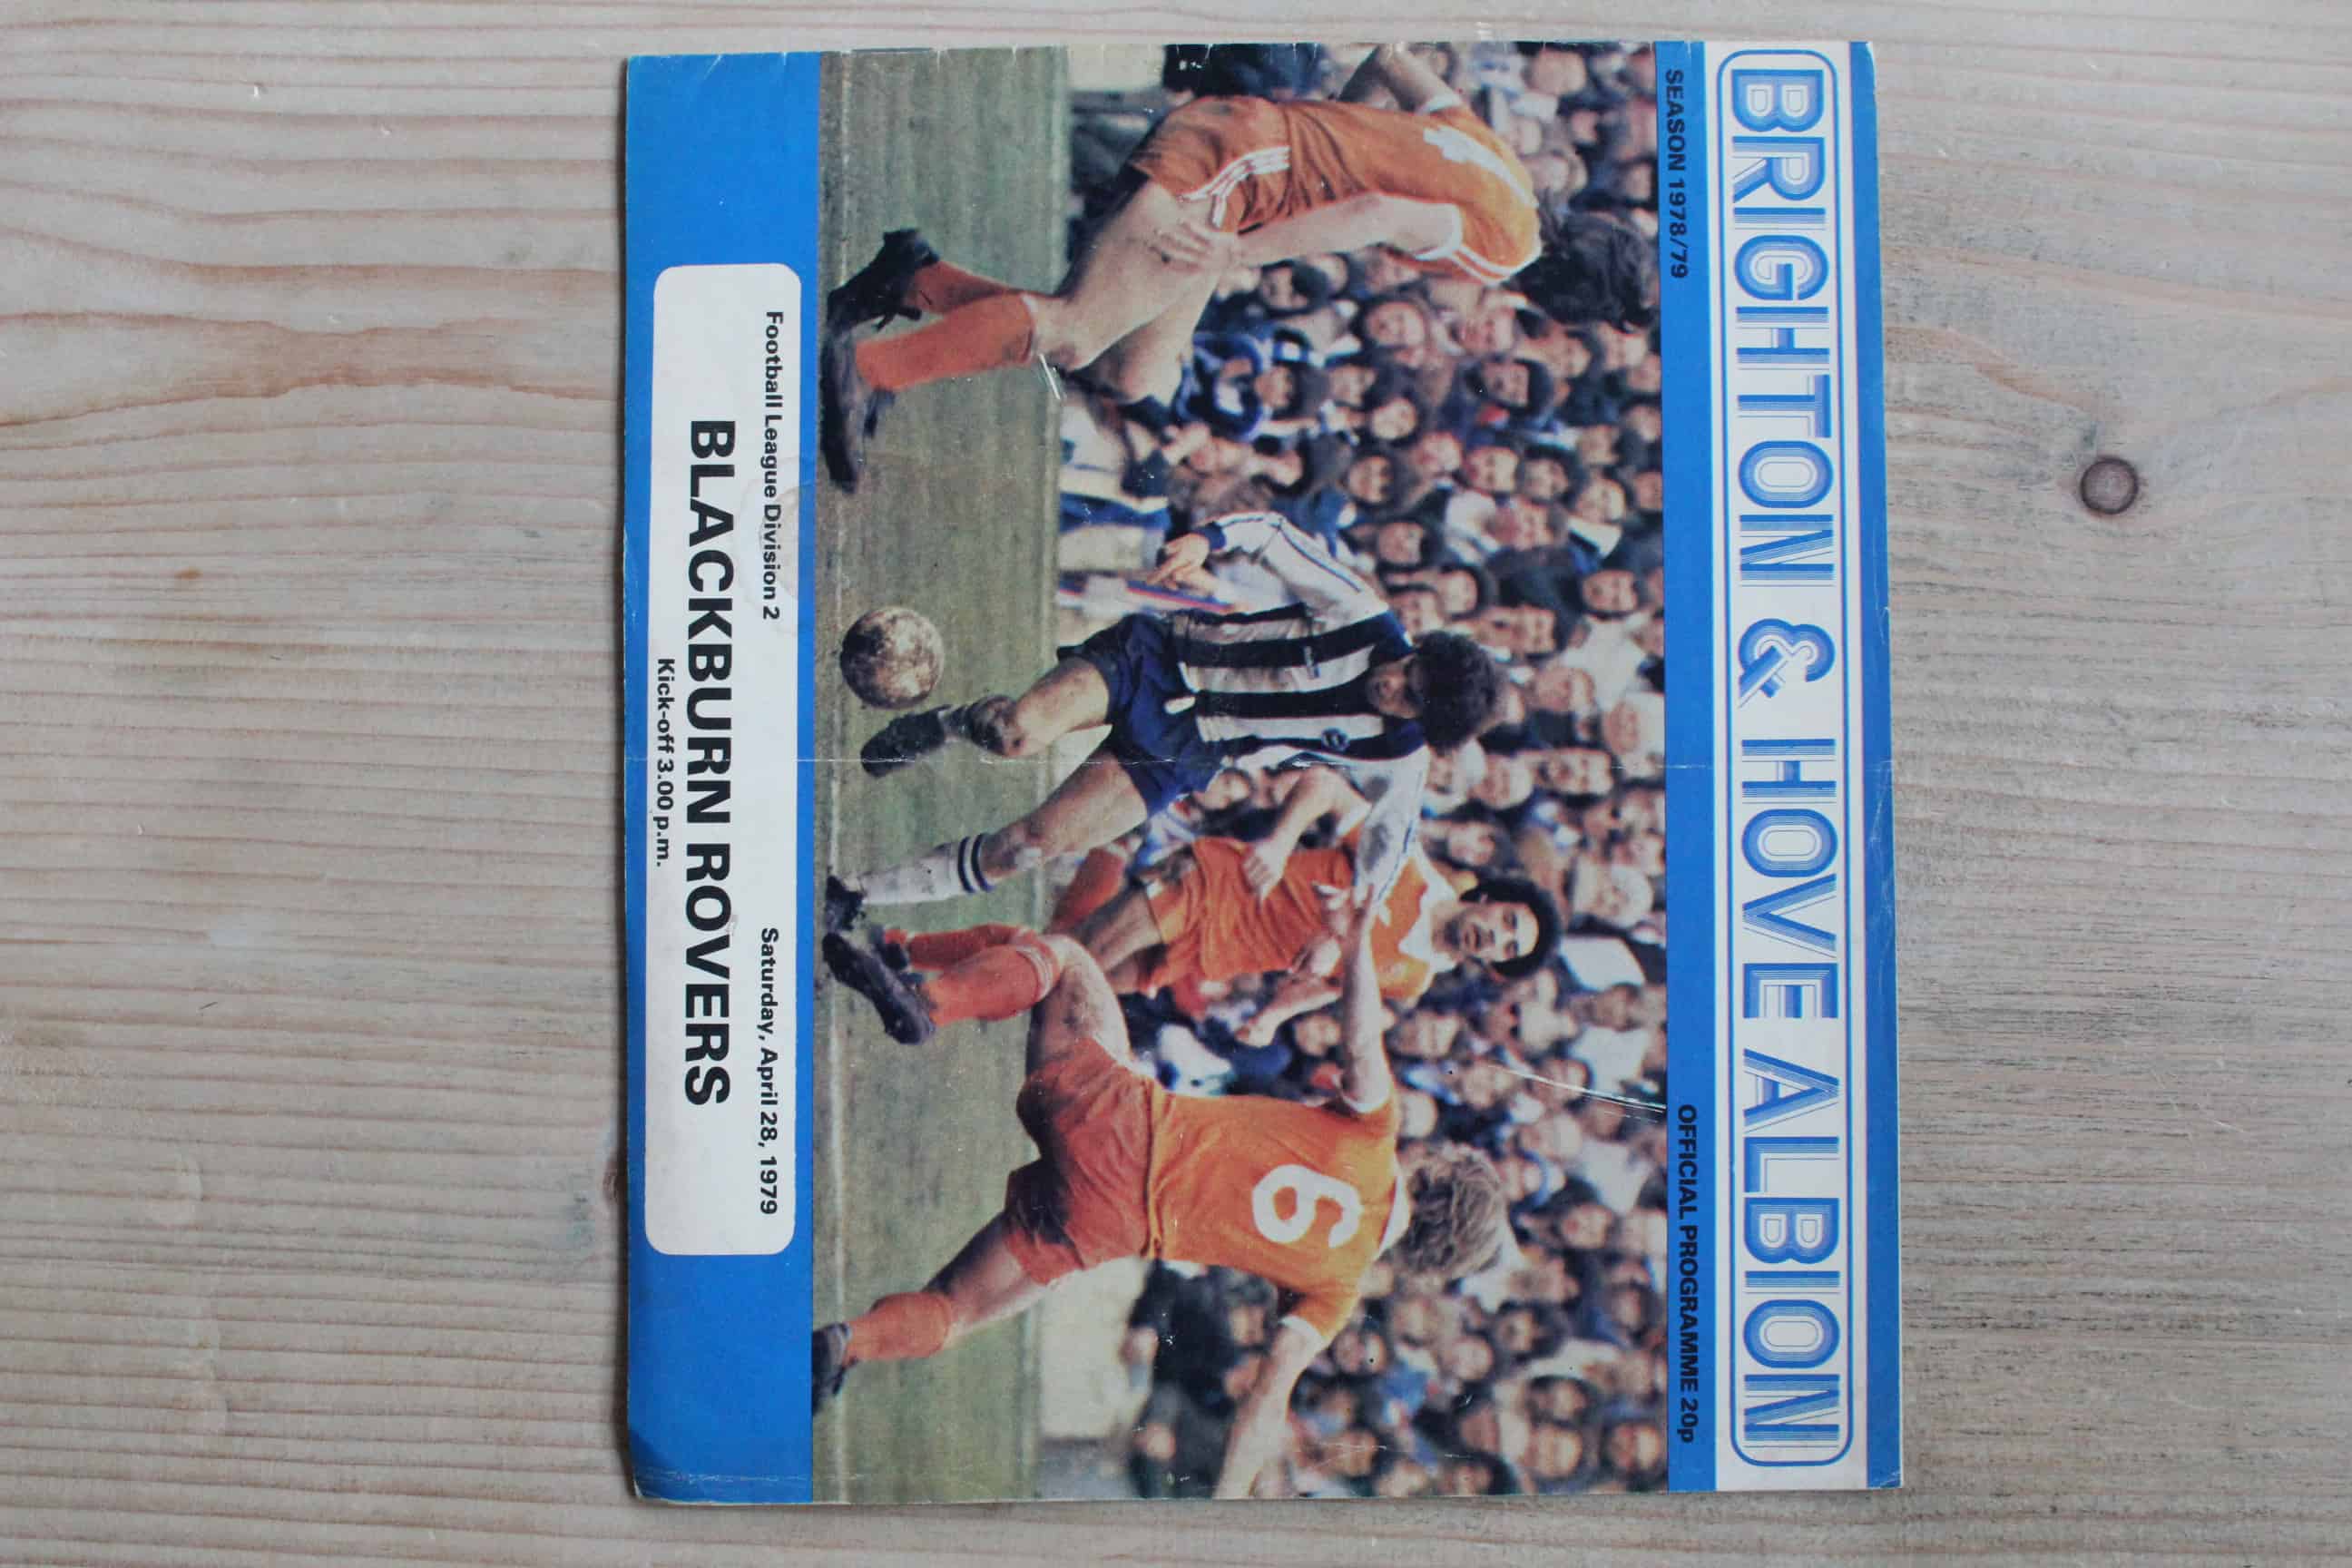 BRIGHTON & HOVE ALBION
SEASON 1978/79 OFFICIAL PROGRAMME 20p
6
Football League Division 2 Saturday, April 28, 1979
BLACKBURN ROVERS
Kick-off 3.00 p.m.